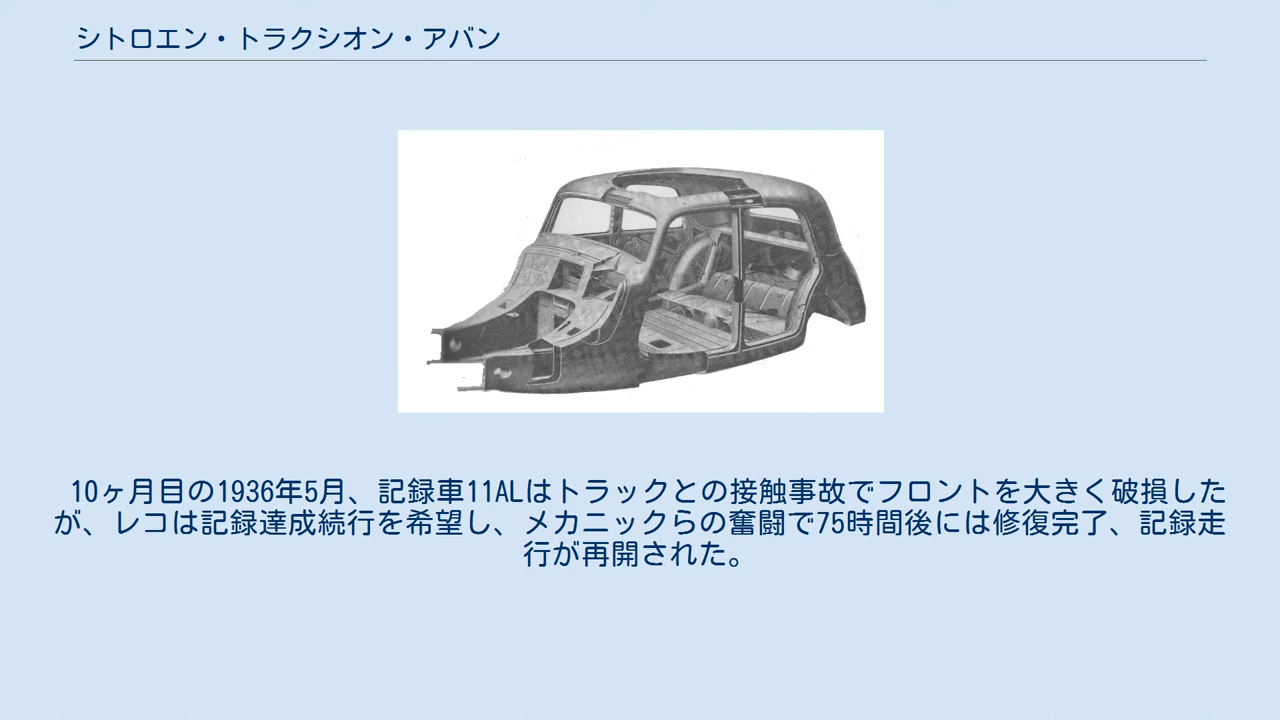 シトロエン・トラクシオン・アバン
10ヶ月目の1936年5月、記録車11ALはトラックとの接触事故でフロントを大きく破損した
が、レコは記録達成続行を希望し、メカニックらの奮闘で75時間後には修復完了、記録走
行が再開された。